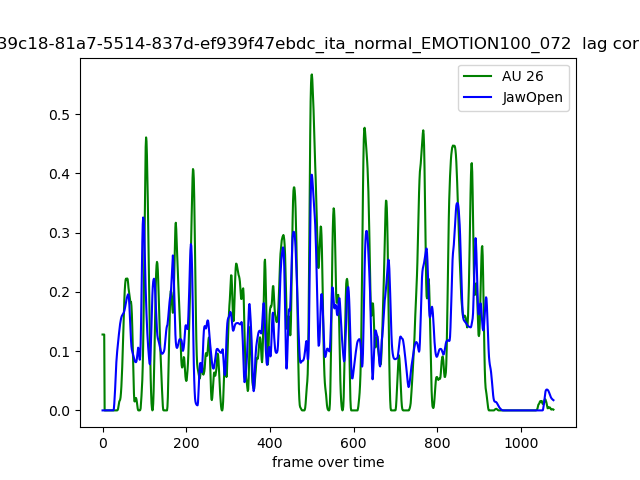 39c18-81a7-5514-837d-ef939f47ebdc_ita_normal_EMOTION100_072 lag cor
AU 26
JawOpen
0.5
0.4
0.3
0.2
0.1
0.0
0 200 400 600 800 1000
frame over time